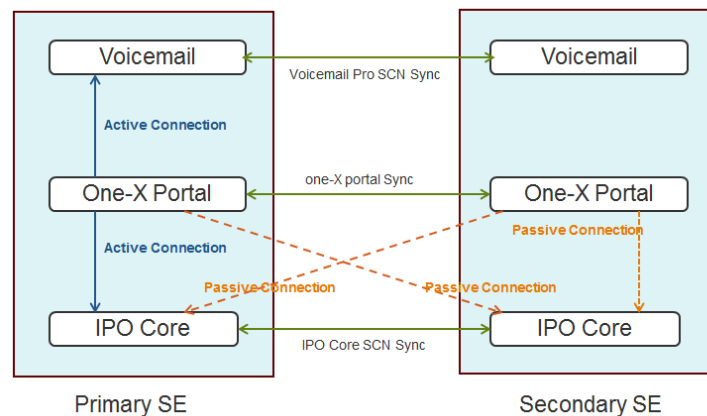 Voicemail
Voicemail
Voicemail Pro SCN Sync
Active Connection
one-X portal Sync
One-X Portal
One-X Portal
Passive Connection
Active Connection
Passive Connection
Passive Connection
IPO Core
IPO Core
IPO Core SCN Sync
Primary SE
Secondary SE